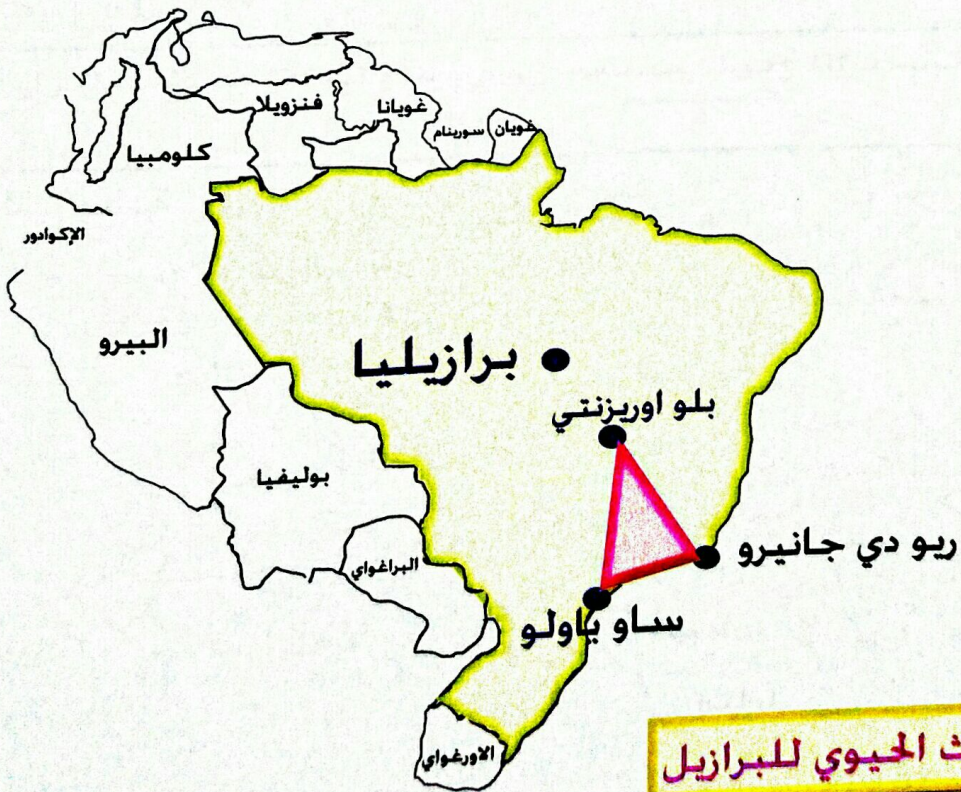 فنزويلا
غويانا
سورينام
غويان
كلومبيا
الإكوادور
البيرو
برازيليا
بلو اوريزنتي
بوليفيا
ريو دي جانيرو
البراغواي
ساو باولو
الاورغواي
الحيوي للبرازيل